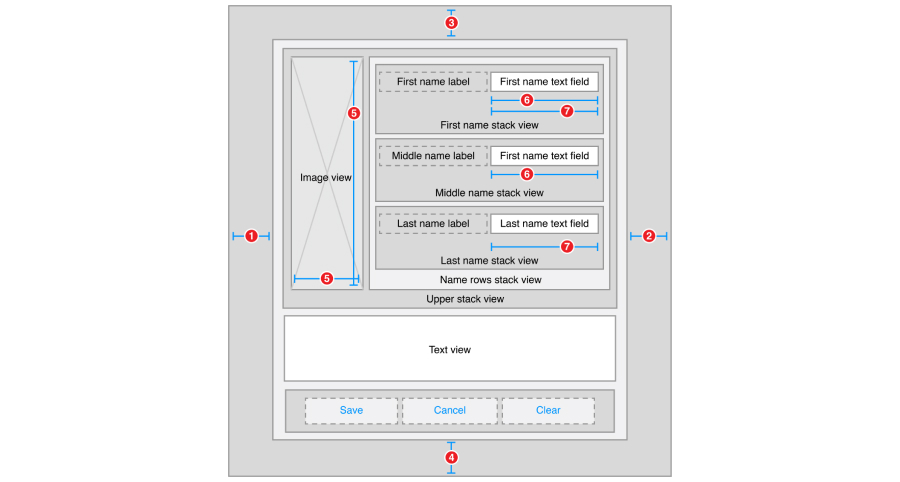 3
First name label
First name text field
6
7
5
First name stack view
Middle name label
First name text field
6
Image view
Middle name stack view
Last name label
Last name text field
1
2
7
Last name stack view
5
Name rows stack view
Upper stack view
Text view
Save
Cancel
Clear
4